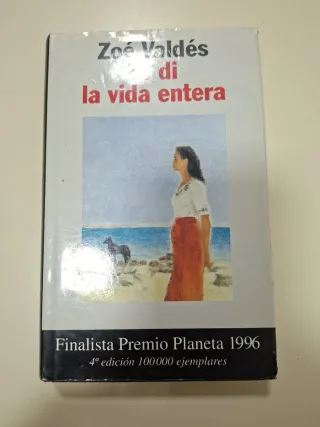 Zoé Valdés
di
la vida entera
Finalista Premio Planeta 1996
4ª edición 100 000 ejemplares